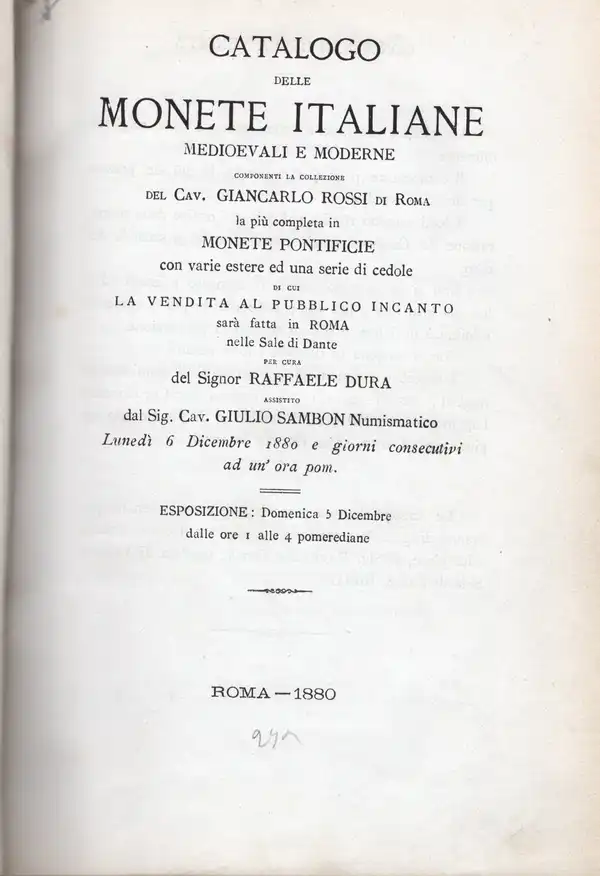 CATALOGO
DELLE
MONETE ITALIANE
MEDIOEVALI E MODERNE
COMPONENTI LA COLLEZIONE
DEL CAV. GIANCARLO ROSSI DI ROMA
la più completa in
MONETE PONTIFICIE
con varie estere ed una serie di cedole
DI CUI
LA VENDITA AL PUBBLICO INCANTO
sarà fatta in ROMA
nelle Sale di Dante
PER CURA
del Signor RAFFAELE DURA
ASSISTITO
dal Sig. Cav. GIULIO SAMBON Numismatico
Lunedì 6 Dicembre 1880 e giorni consecutivi
ad un' ora pom.
ESPOSIZIONE: Domenica 5 Dicembre
dalle ore 1 alle 4 pomerediane
ROMA — 1880